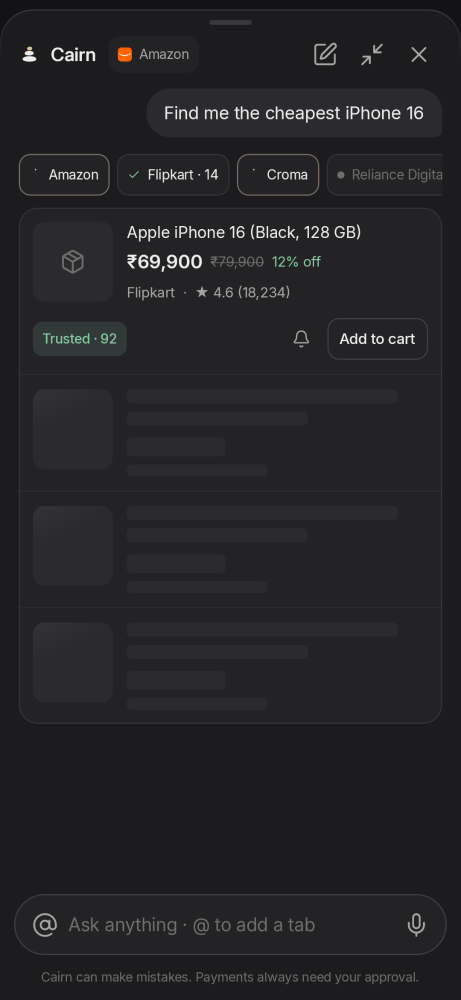 Cairn
Amazon
Find me the cheapest iPhone 16
Amazon
Flipkart · 14
Croma
Reliance Digita
Apple iPhone 16 (Black, 128 GB)
₹69,900 ₹79,900 12% off
Flipkart · ★ 4.6 (18,234)
Trusted · 92
Add to cart
Ask anything · @ to add a tab
Cairn can make mistakes. Payments always need your approval.